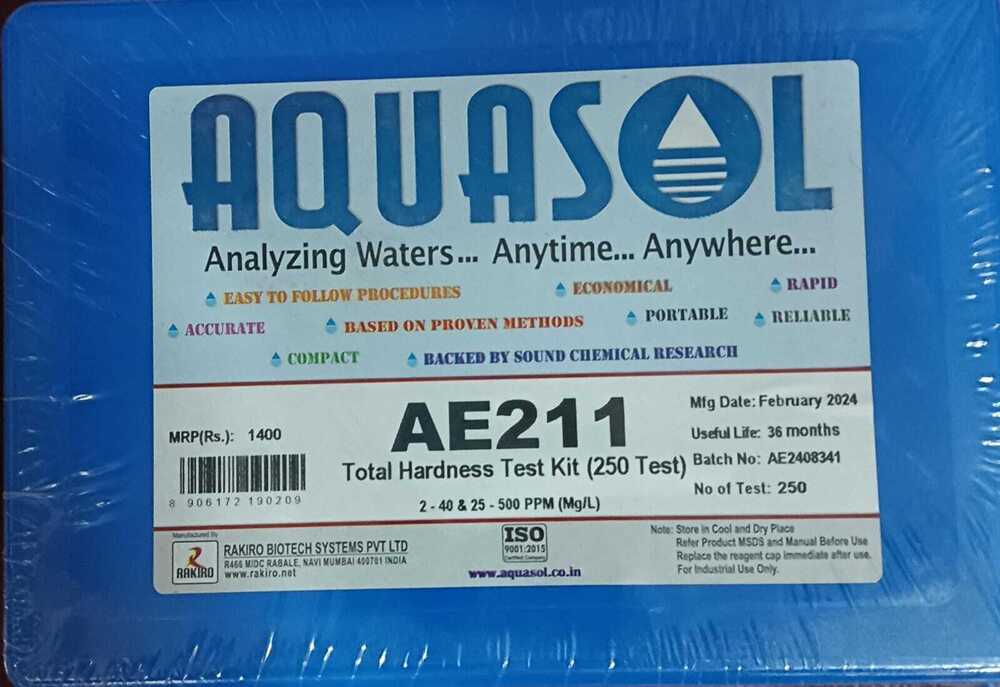 AQUASOL
Analyzing Waters... Anytime... Anywhere...
EASY TO FOLLOW PROCEDURES ECONOMICAL RAPID
ACCURATE BASED ON PROVEN METHODS PORTABLE RELIABLE
COMPACT BACKED BY SOUND CHEMICAL RESEARCH
MRP(Rs.): 1400
8 906172 190209
AE211
Total Hardness Test Kit (250 Test)
2 - 40 & 25 - 500 PPM (Mg/L)
Mfg Date: February 2024
Useful Life: 36 months
Batch No: AE2408341
No of Test: 250
Manufactured By
RAKIRO
RAKIRO BIOTECH SYSTEMS PVT LTD
R466 MIDC RABALE, NAVI MUMBAI 400701 INDIA
www.rakiro.net
ISO
9001:2015
Certified Company
www.aquasol.co.in
Note: Store in Cool and Dry Place
Refer Product MSDS and Manual Before Use
Replace the reagent cap immediate after use.
For Industrial Use Only.